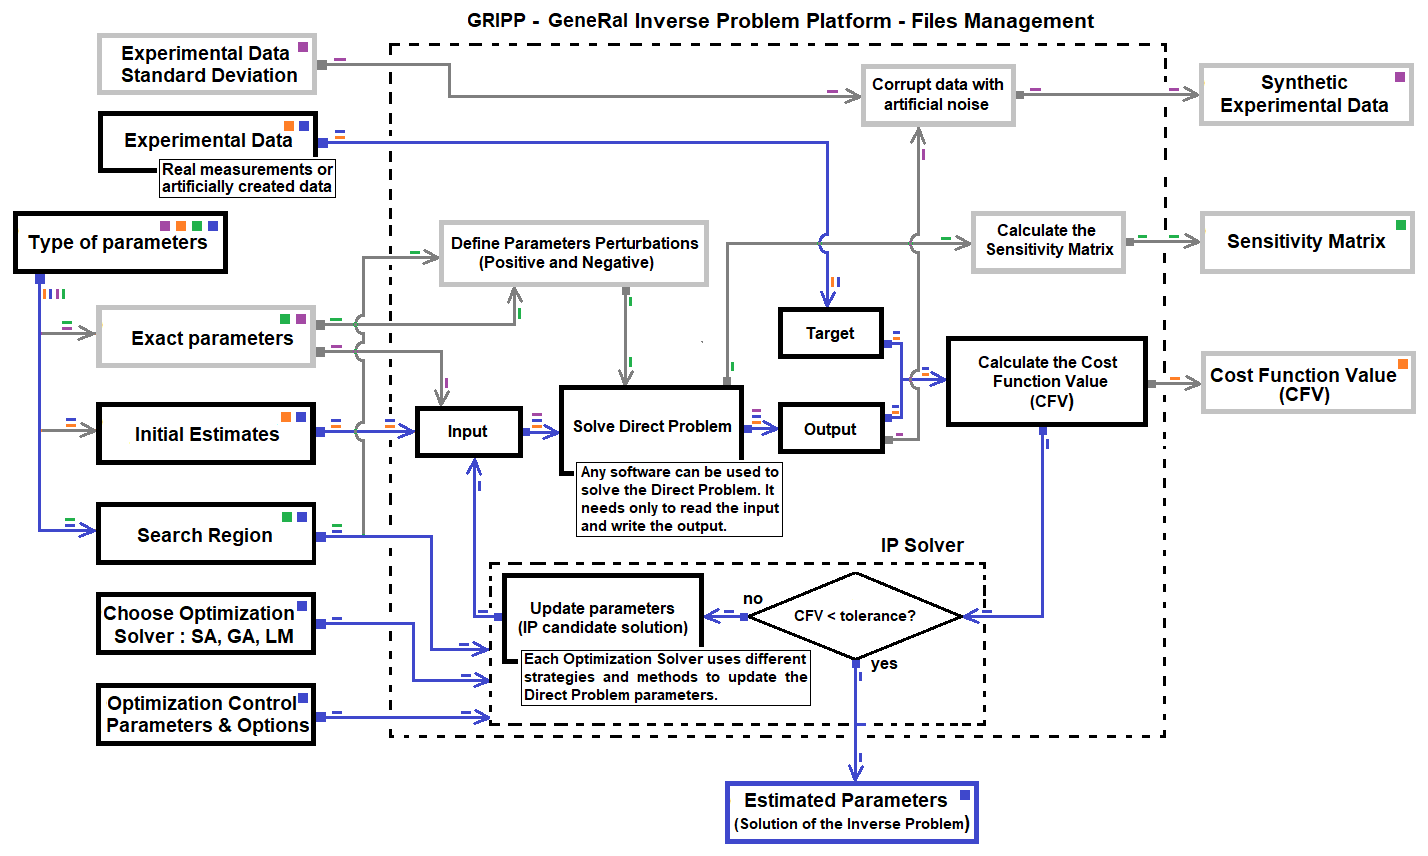 GRIPP - GeneRal Inverse Problem Platform - Files Management
Experimental Data
Standard Deviation
Corrupt data with
artificial noise
Synthetic
Experimental Data
Experimental Data
Real measurements or
artificially created data
Type of parameters
Define Parameters Perturbations
(Positive and Negative)
Calculate the
Sensitivity Matrix
Sensitivity Matrix
Exact parameters
Target
Calculate the Cost
Function Value
(CFV)
Cost Function Value
(CFV)
Initial Estimates
Input
Solve Direct Problem
Output
Any software can be used to
solve the Direct Problem. It
needs only to read the input
and write the output.
Search Region
IP Solver
Choose Optimization
Solver : SA, GA, LM
Update parameters
(IP candidate solution)
no
CFV < tolerance?
yes
Each Optimization Solver uses different
strategies and methods to update the
Direct Problem parameters.
Optimization Control
Parameters & Options
Estimated Parameters
(Solution of the Inverse Problem)